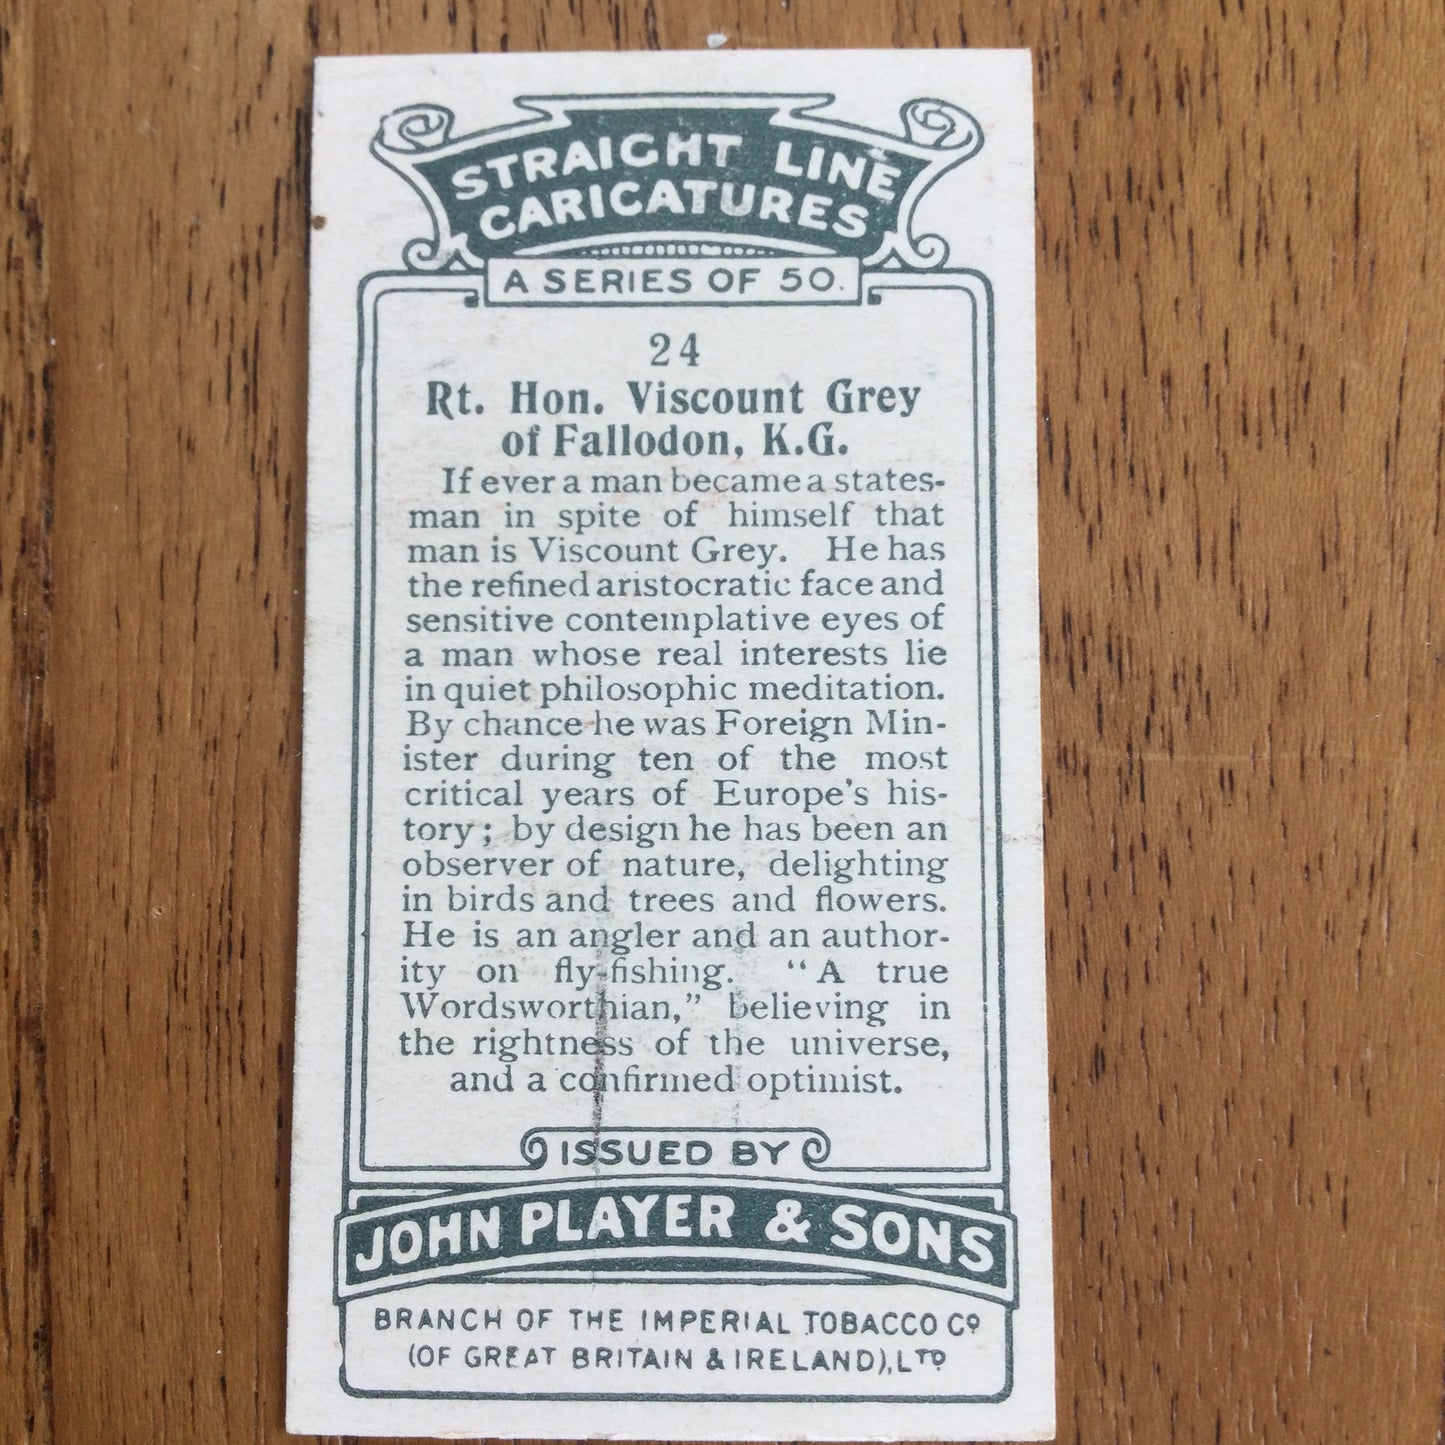 STRAIGHT LINE
CARICATURES
A SERIES OF 50.
24
Rt. Hon. Viscount Grey
of Fallodon, K.G.
If ever a man became a states-
man in spite of himself that
man is Viscount Grey. He has
the refined aristocratic face and
sensitive contemplative eyes of
a man whose real interests lie
in quiet philosophic meditation.
By chance he was Foreign Min-
ister during ten of the most
critical years of Europe's his-
tory; by design he has been an
observer of nature, delighting
in birds and trees and flowers.
He is an angler and an author-
ity on fly-fishing. “A true
Wordsworthian,” believing in
the rightness of the universe,
and a confirmed optimist.
ISSUED BY
JOHN PLAYER & SONS
BRANCH OF THE IMPERIAL TOBACCO Co
(OF GREAT BRITAIN & IRELAND), LTD